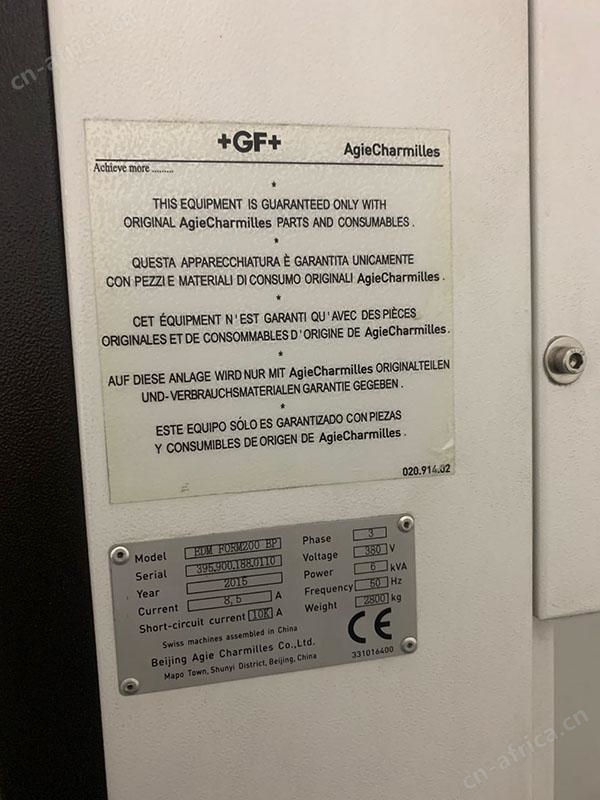 cn-africa.cn
+GF+ AgieCharmilles
Achieve more .........
*
THIS EQUIPMENT IS GUARANTEED ONLY WITH
ORIGINAL AgieCharmilles PARTS AND CONSUMABLES .
*
QUESTA APPARECCHIATURA È GARANTITA UNICAMENTE
CON PEZZI E MATERIALI DI CONSUMO ORIGINALI AgieCharmilles .
*
CET ÉQUIPMENT N'EST GARANTI QU'AVEC DES PIÈCES
ORIGINALES ET DE CONSOMMABLES D'ORIGINE DE AgieCharmilles.
*
AUF DIESE ANLAGE WIRD NUR MIT AgieCharmilles ORIGINALTEILEN
UND-VERBRAUCHSMATERIALEN GARANTIE GEGEBEN .
*
ESTE EQUIPO SÓLO ES GARANTIZADO CON PIEZAS
Y CONSUMIBLES DE ORIGEN DE AgieCharmilles .
020.914.02
Model EDM FORM200 BP
Serial 395.900.188.0110
Year 2015
Current 8,5 A
Short-circuit current 10K A
Phase 3
Voltage 380 V
Power 6 kVA
Frequency 50 Hz
Weight 2800 kg
Swiss machines assembled in China
Beijing Agie Charmilles Co.,Ltd.
Mapo Town, Shunyi District, Beijing, China
CE
331016400
cn-africa.cn